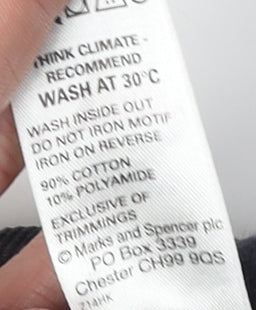 THINK CLIMATE -
RECOMMEND
WASH AT 30°C
WASH INSIDE OUT
DO NOT IRON MOTIF
IRON ON REVERSE
90% COTTON
10% POLYAMIDE
EXCLUSIVE OF
TRIMMINGS
© Marks and Spencer plc
PO Box 3339
Chester CH99 9QS
Z14HK